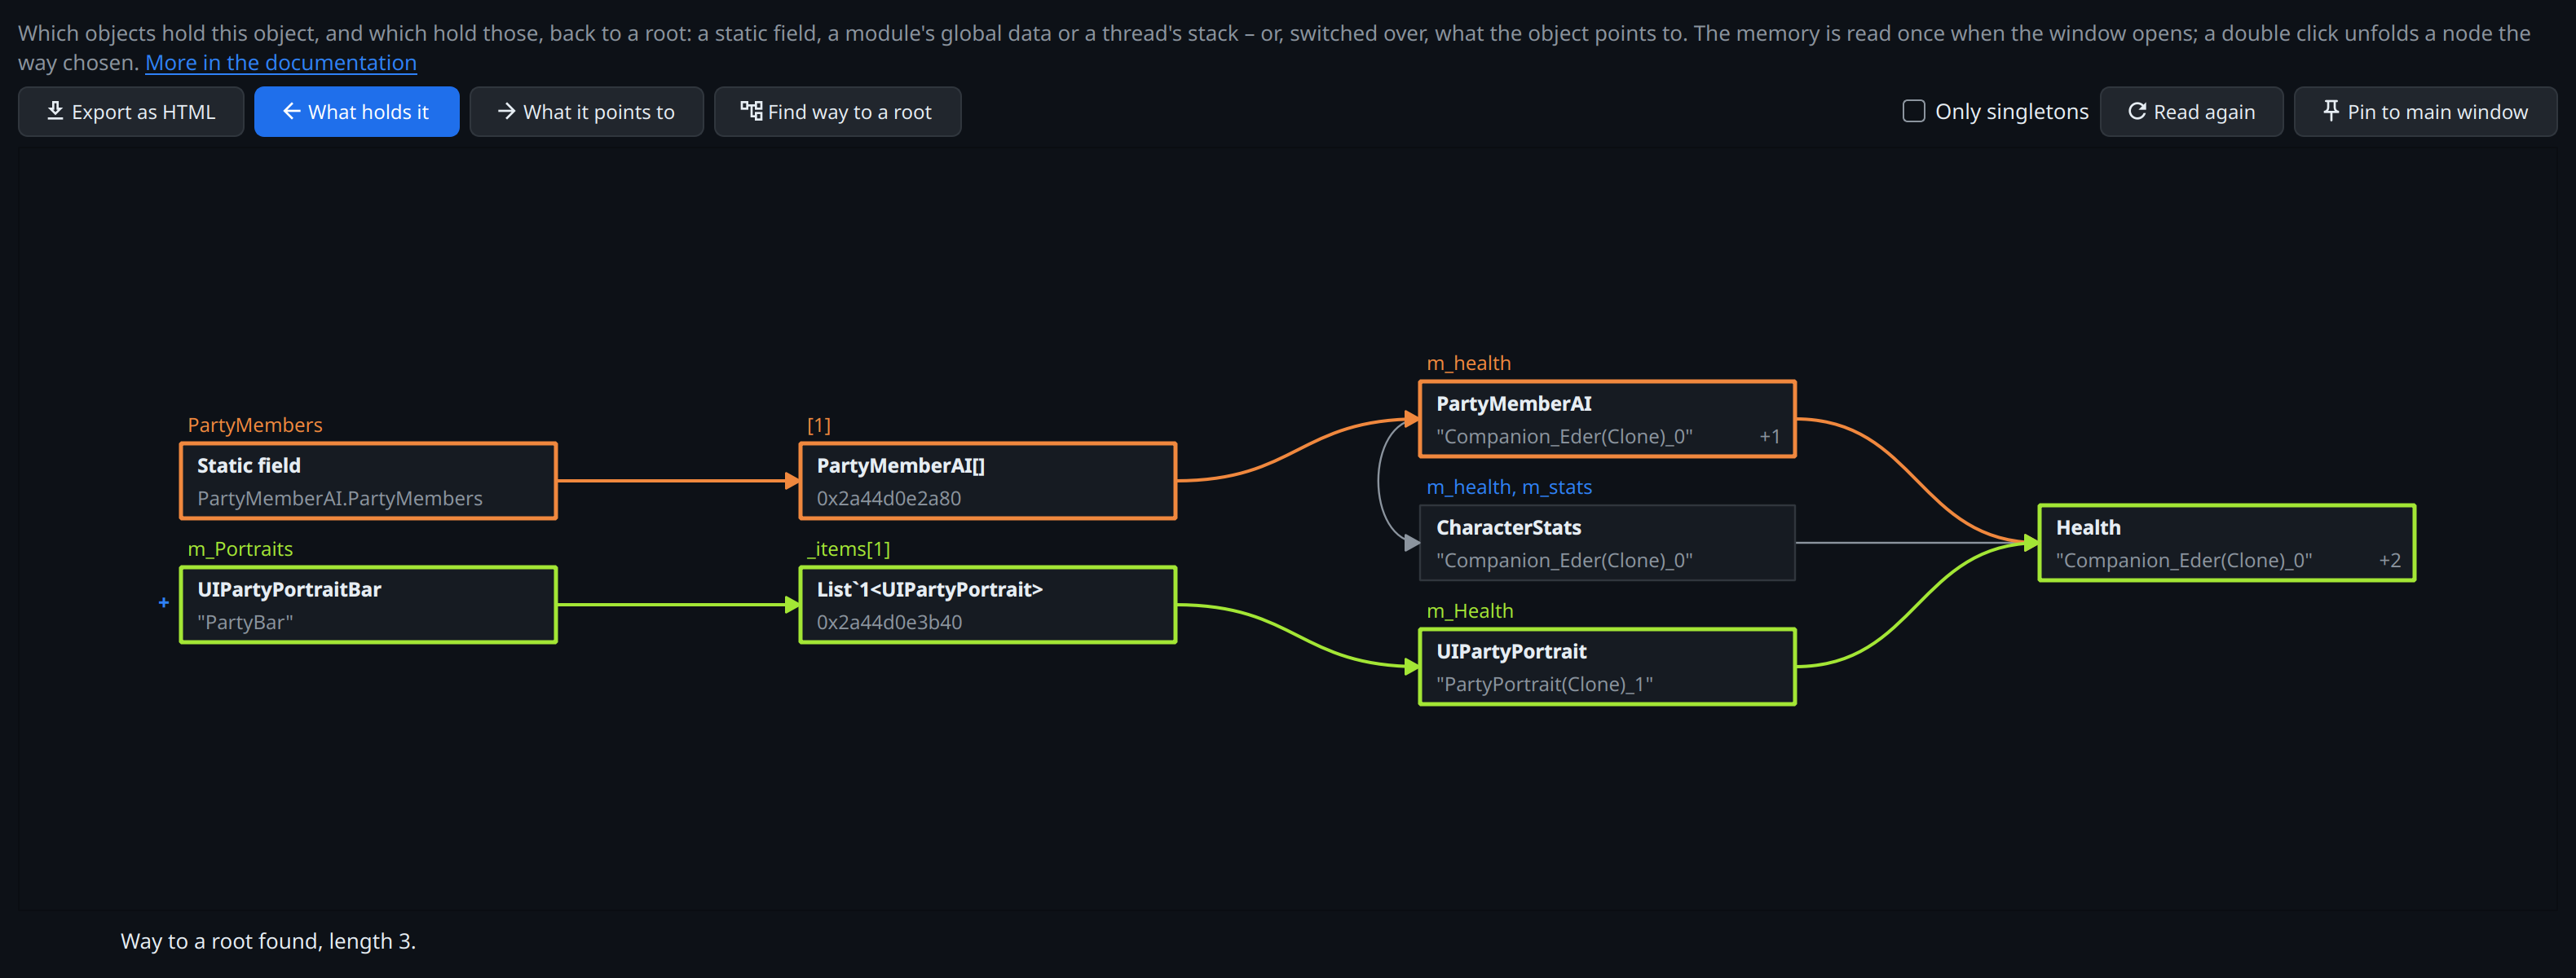 Which objects hold this object, and which hold those, back to a root: a static field, a module's global data or a thread's stack – or, switched over, what the object points to. The memory is read once when the window opens; a double click unfolds a node the
way chosen. More in the documentation
Export as HTML
What holds it
What it points to
Find way to a root
Only singletons
Read again
Pin to main window
PartyMembers
Static field
PartyMemberAI.PartyMembers
[1]
PartyMemberAI[]
0x2a44d0e2a80
m_health
PartyMemberAI
"Companion_Eder(Clone)_0" +1
m_health, m_stats
CharacterStats
"Companion_Eder(Clone)_0"
Health
"Companion_Eder(Clone)_0" +2
m_Portraits
+
UIPartyPortraitBar
"PartyBar"
_items[1]
List`1<UIPartyPortrait>
0x2a44d0e3b40
m_Health
UIPartyPortrait
"PartyPortrait(Clone)_1"
Way to a root found, length 3.